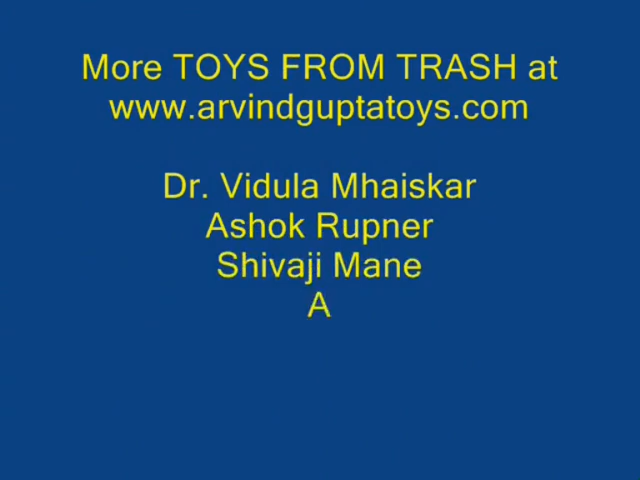 More TOYS FROM TRASH at
www.arvindguptatoys.com
Dr. Vidula Mhaiskar
Ashok Rupner
Shivaji Mane
A